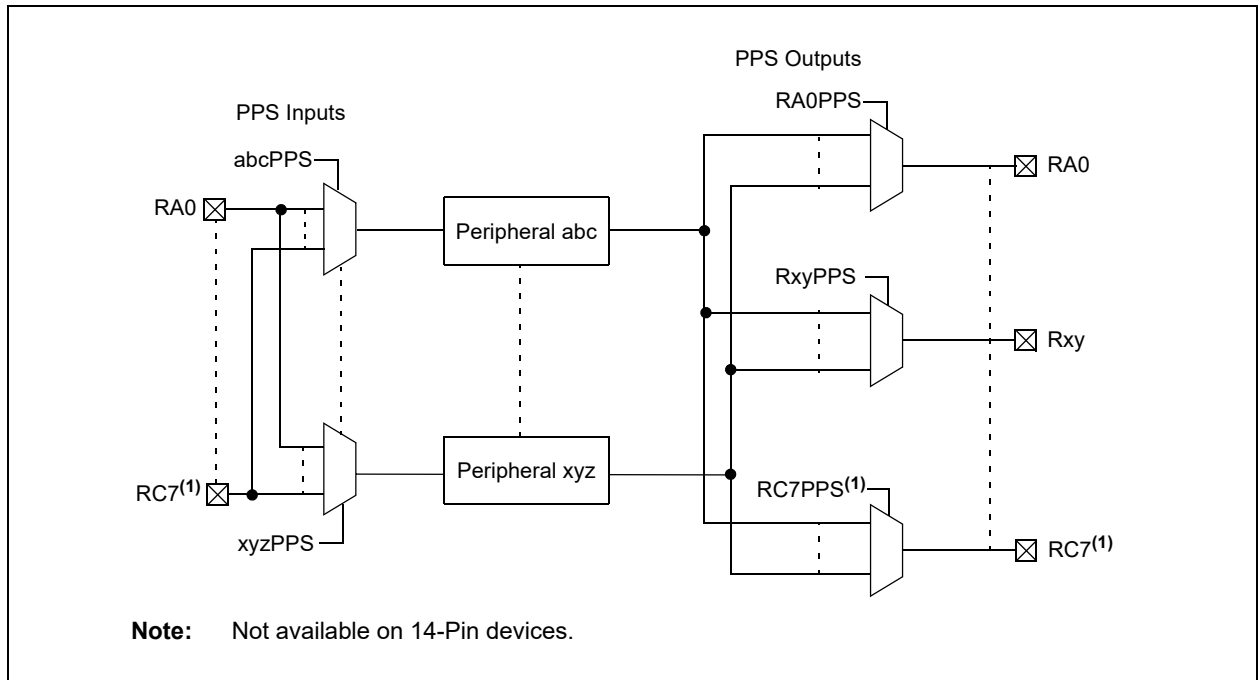 PPS Outputs
RA0PPS
PPS Inputs
abcPPS
RA0
Peripheral abc
RA0
RxyPPS
Rxy
RC7(1)
Peripheral xyz
RC7PPS(1)
xyzPPS
RC7(1)
Note: Not available on 14-Pin devices.